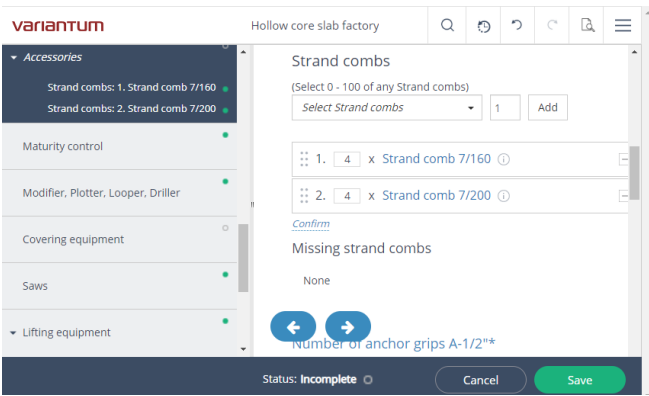 variantum
Hollow core slab factory
Accessories
Strand combs: 1. Strand comb 7/160
Strand combs: 2. Strand comb 7/200
Maturity control
Modifier, Plotter, Looper, Driller
Covering equipment
Saws
Lifting equipment
Strand combs
(Select 0 - 100 of any Strand combs)
Select Strand combs 1 Add
1. 4 x Strand comb 7/160
2. 4 x Strand comb 7/200
Confirm
Missing strand combs
None
Number of anchor grips A-1/2"*
Status: Incomplete Cancel Save